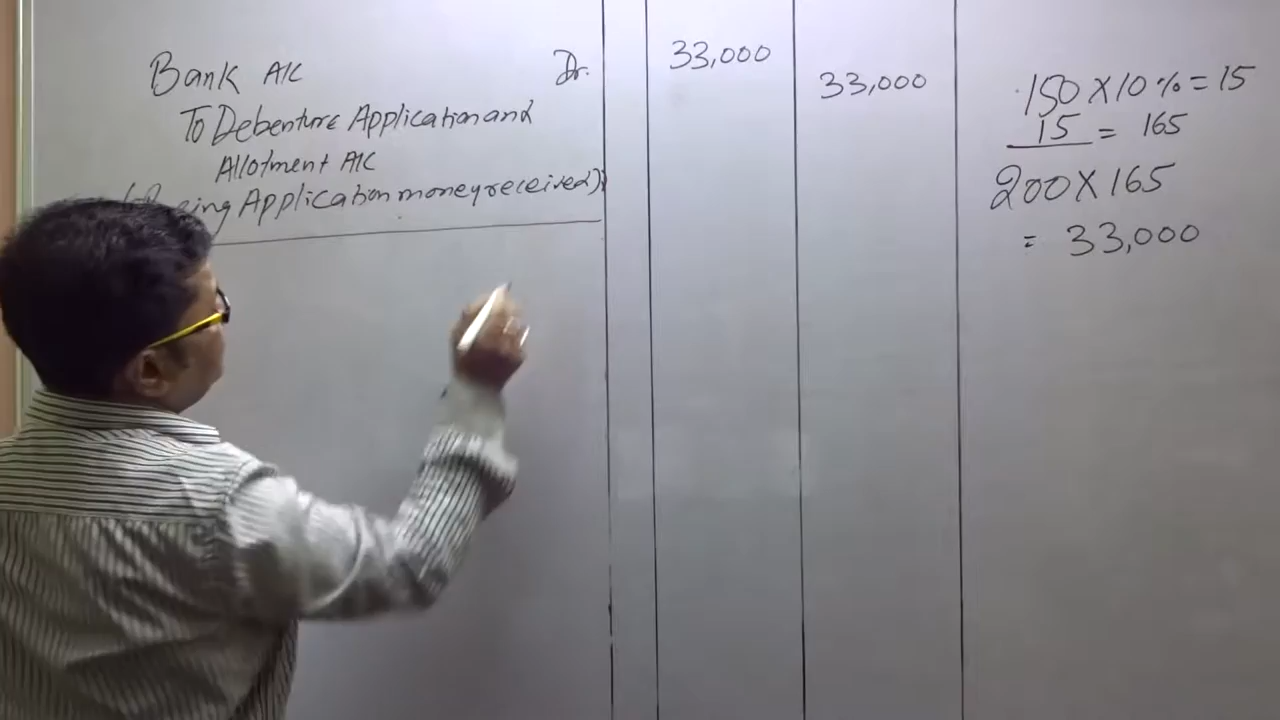 Bank A/C Dr. 33,000
To Debenture Application and 33,000
Allotment A/C
Being Application money received)
150 X 10% = 15
15 = 165
200 X 165
= 33,000